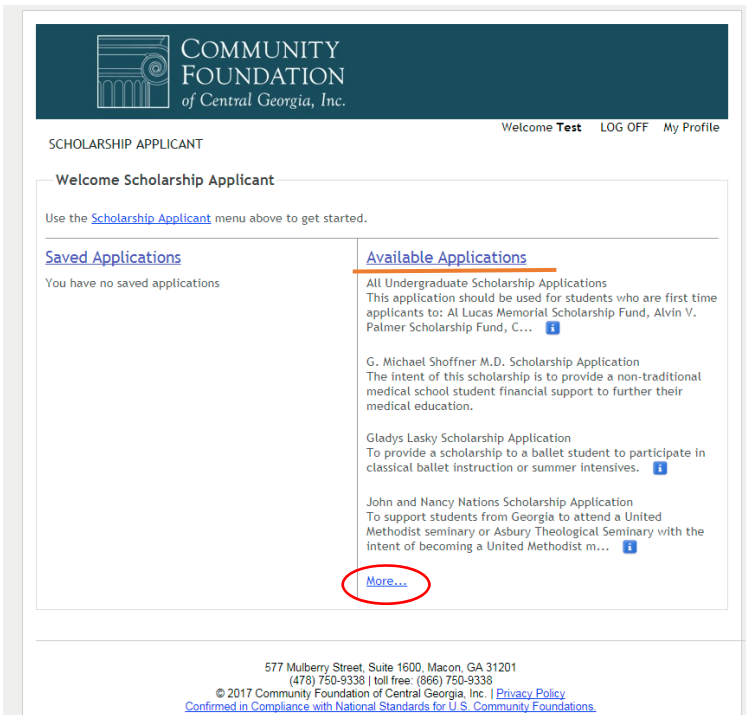 COMMUNITY
FOUNDATION
of Central Georgia, Inc.
Welcome Test LOG OFF My Profile
SCHOLARSHIP APPLICANT
Welcome Scholarship Applicant
Use the Scholarship Applicant menu above to get started.
Saved Applications
You have no saved applications
Available Applications
All Undergraduate Scholarship Applications
This application should be used for students who are first time
applicants to: Al Lucas Memorial Scholarship Fund, Alvin V.
Palmer Scholarship Fund, C... i
G. Michael Shoffner M.D. Scholarship Application
The intent of this scholarship is to provide a non-traditional
medical school student financial support to further their
medical education.
Gladys Lasky Scholarship Application
To provide a scholarship to a ballet student to participate in
classical ballet instruction or summer intensives. i
John and Nancy Nations Scholarship Application
To support students from Georgia to attend a United
Methodist seminary or Asbury Theological Seminary with the
intent of becoming a United Methodist m... i
More...
577 Mulberry Street, Suite 1600, Macon, GA 31201
(478) 750-9338 | toll free: (866) 750-9338
© 2017 Community Foundation of Central Georgia, Inc. | Privacy Policy
Confirmed in Compliance with National Standards for U.S. Community Foundations.